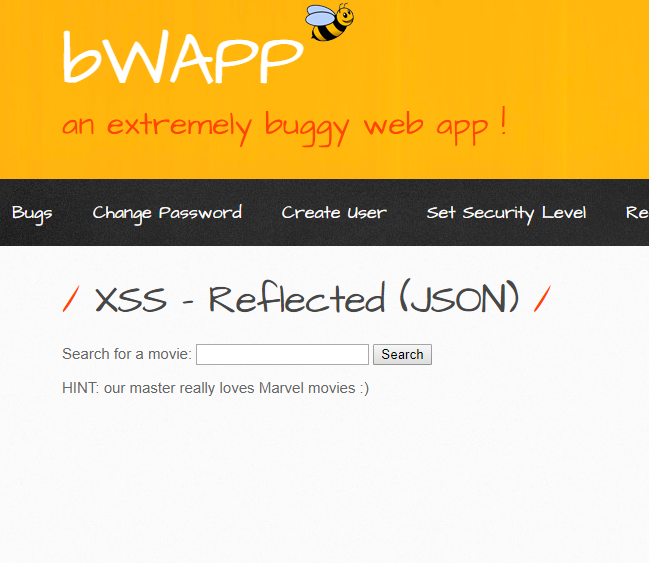 bWAPP
an extremely buggy web app !
Bugs Change Password Create User Set Security Level Re
/ XSS - Reflected (JSON) /
Search for a movie: Search
HINT: our master really loves Marvel movies :)